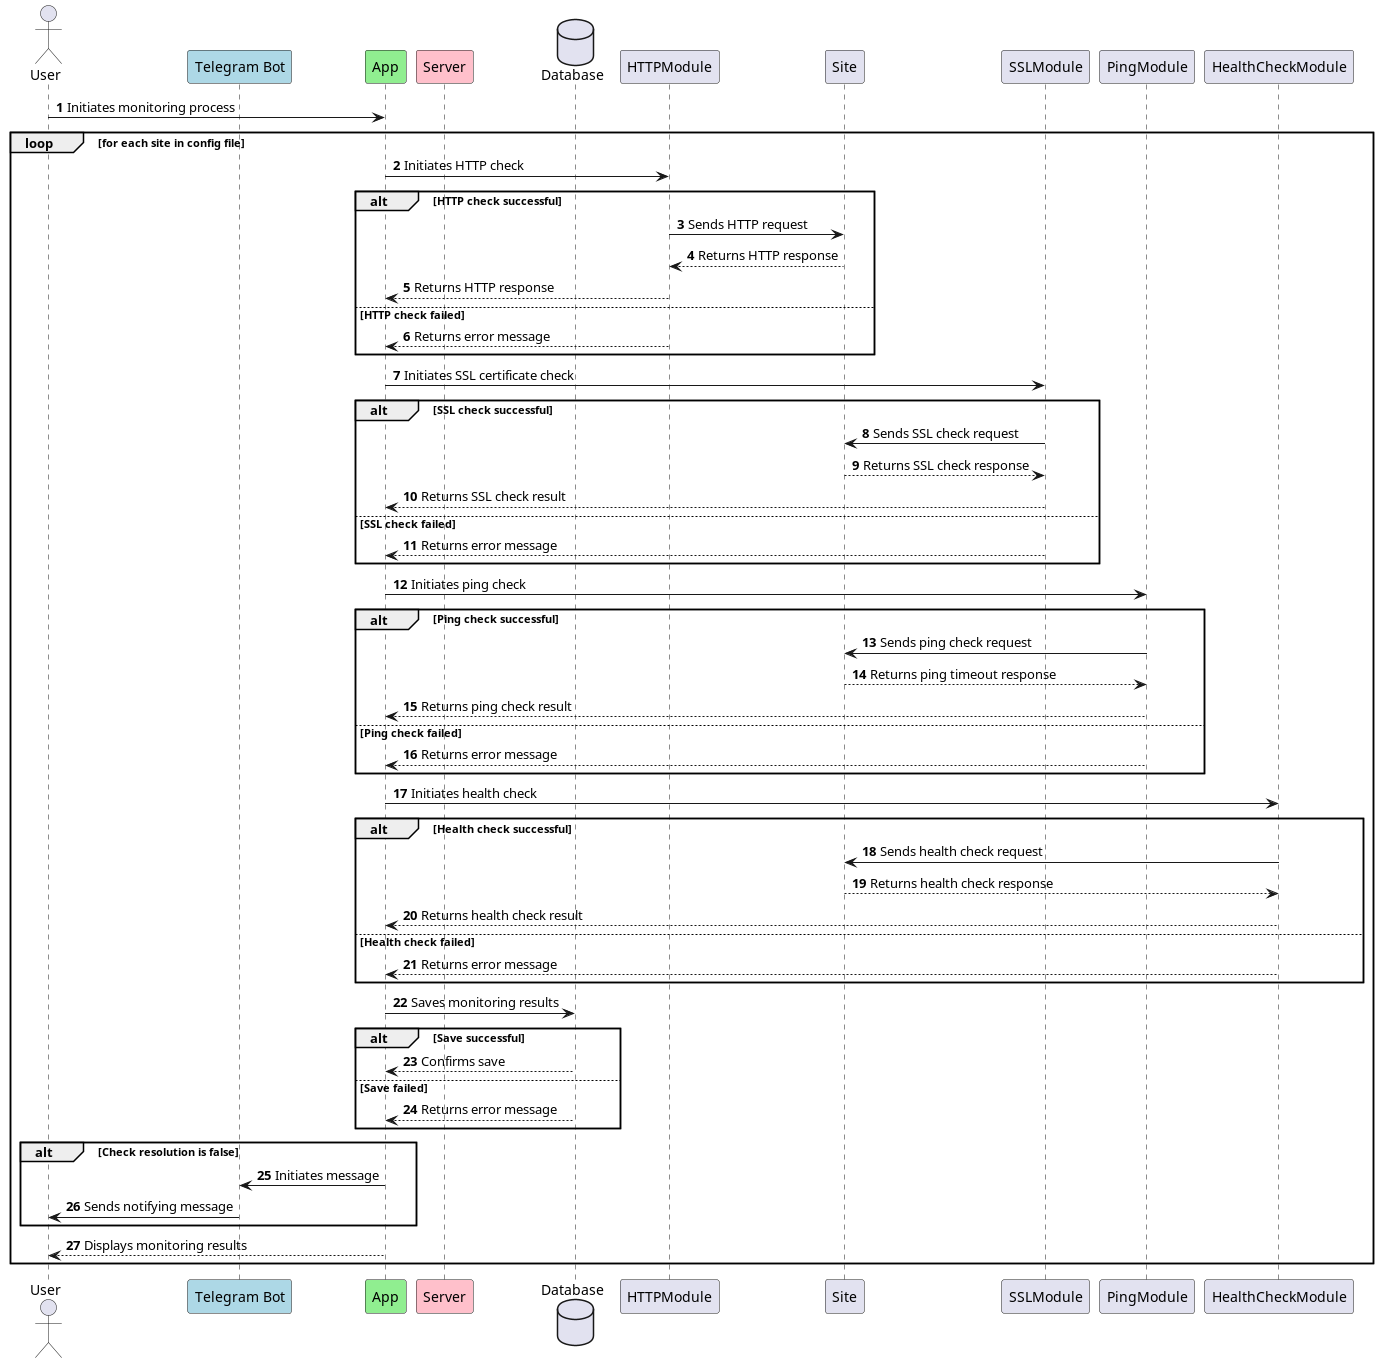 User
Telegram Bot
App
Server
Database
HTTPModule
Site
SSLModule
PingModule
HealthCheckModule
1 Initiates monitoring process
loop [for each site in config file]
2 Initiates HTTP check
alt [HTTP check successful]
3 Sends HTTP request
4 Returns HTTP response
5 Returns HTTP response
[HTTP check failed]
6 Returns error message
7 Initiates SSL certificate check
alt [SSL check successful]
8 Sends SSL check request
9 Returns SSL check response
10 Returns SSL check result
[SSL check failed]
11 Returns error message
12 Initiates ping check
alt [Ping check successful]
13 Sends ping check request
14 Returns ping timeout response
15 Returns ping check result
[Ping check failed]
16 Returns error message
17 Initiates health check
alt [Health check successful]
18 Sends health check request
19 Returns health check response
20 Returns health check result
[Health check failed]
21 Returns error message
22 Saves monitoring results
alt [Save successful]
23 Confirms save
[Save failed]
24 Returns error message
alt [Check resolution is false]
25 Initiates message
26 Sends notifying message
27 Displays monitoring results
User
Telegram Bot
App
Server
Database
HTTPModule
Site
SSLModule
PingModule
HealthCheckModule